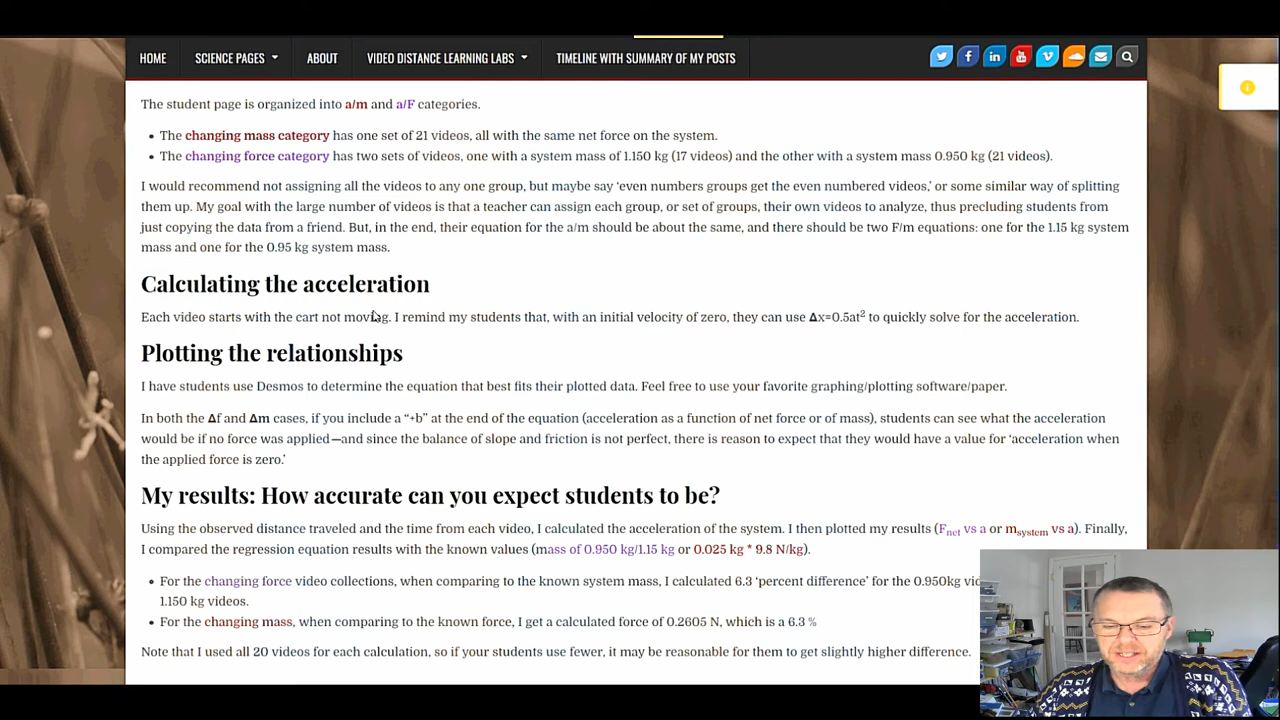 HOME SCIENCE PAGES ABOUT VIDEO DISTANCE LEARNING LABS TIMELINE WITH SUMMARY OF MY POSTS
The student page is organized into a/m and a/F categories.
• The changing mass category has one set of 21 videos, all with the same net force on the system.
• The changing force category has two sets of videos, one with a system mass of 1.150 kg (17 videos) and the other with a system mass 0.950 kg (21 videos).
I would recommend not assigning all the videos to any one group, but maybe say ‘even numbers groups get the even numbered videos,’ or some similar way of splitting
them up. My goal with the large number of videos is that a teacher can assign each group, or set of groups, their own videos to analyze, thus precluding students from
just copying the data from a friend. But, in the end, their equation for the a/m should be about the same, and there should be two F/m equations: one for the 1.15 kg system
mass and one for the 0.95 kg system mass.
Calculating the acceleration
Each video starts with the cart not moving. I remind my students that, with an initial velocity of zero, they can use Δx=0.5at² to quickly solve for the acceleration.
Plotting the relationships
I have students use Desmos to determine the equation that best fits their plotted data. Feel free to use your favorite graphing/plotting software/paper.
In both the Δf and Δm cases, if you include a “+b” at the end of the equation (acceleration as a function of net force or of mass), students can see what the acceleration
would be if no force was applied—and since the balance of slope and friction is not perfect, there is reason to expect that they would have a value for ‘acceleration when
the applied force is zero.’
My results: How accurate can you expect students to be?
Using the observed distance traveled and the time from each video, I calculated the acceleration of the system. I then plotted my results (Fnet vs a or msystem vs a). Finally,
I compared the regression equation results with the known values (mass of 0.950 kg/1.15 kg or 0.025 kg * 9.8 N/kg).
• For the changing force video collections, when comparing to the known system mass, I calculated 6.3 ‘percent difference’ for the 0.950kg
1.150 kg videos.
• For the changing mass, when comparing to the known force, I get a calculated force of 0.2605 N, which is a 6.3 %
Note that I used all 20 videos for each calculation, so if your students use fewer, it may be reasonable for them to get slightly higher difference.